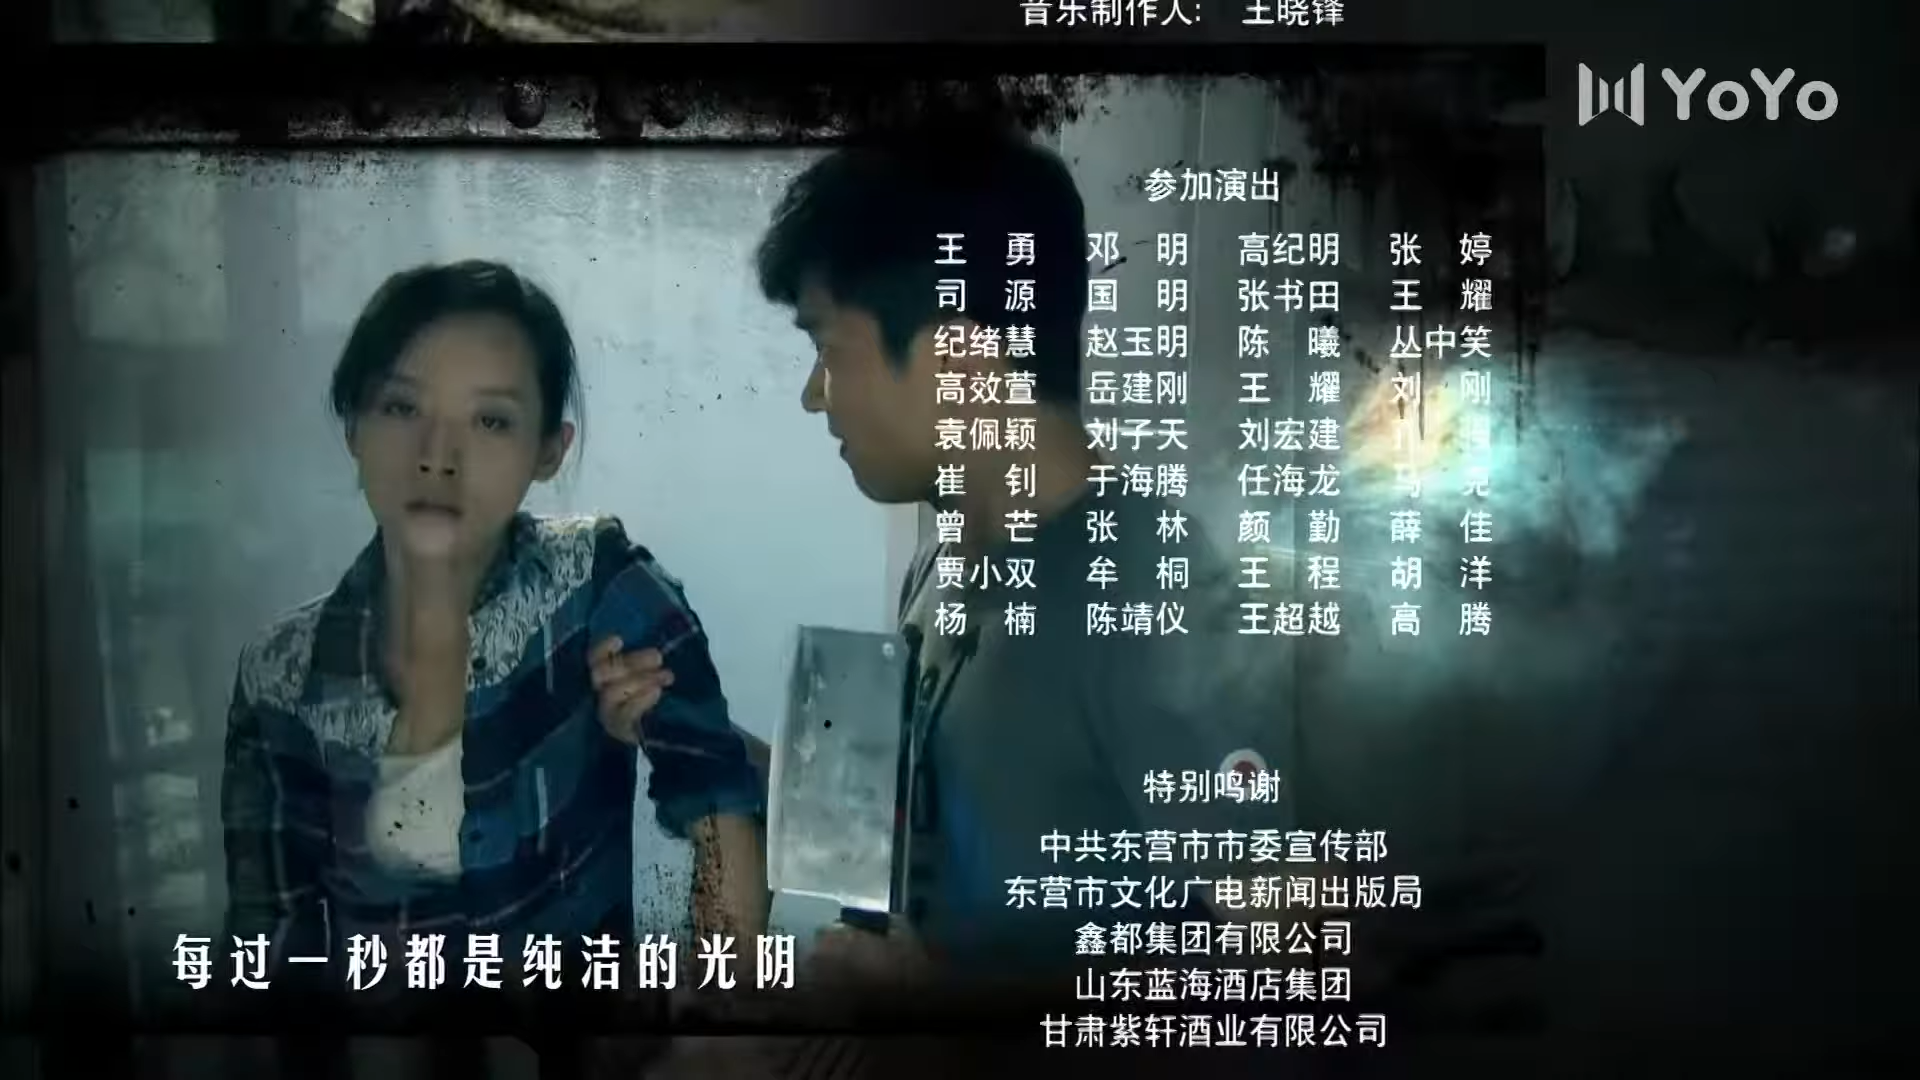 音乐制作人: 王晓锋
YoYo
参加演出
王勇 邓明 高纪明 张婷
司源 国明 张书田 王耀
纪绪慧 赵玉明 陈曦 丛中笑
高效萱 岳建刚 王耀 刘刚
袁佩颖 刘子天 刘宏建
崔钊 于海腾 任海龙 马克
曾芒 张林 颜勤 薛佳
贾小双 牟桐 王程 胡洋
杨楠 陈靖仪 王超越 高腾
特别鸣谢
中共东营市市委宣传部
东营市文化广电新闻出版局
鑫都集团有限公司
山东蓝海酒店集团
甘肃紫轩酒业有限公司
每过一秒都是纯洁的光阴